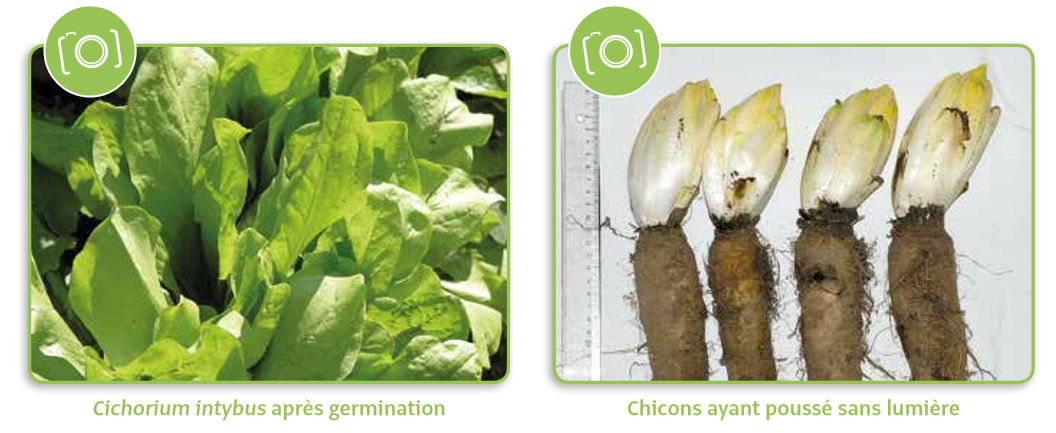 Cichorium intybus après germination
Chicons ayant poussé sans lumière